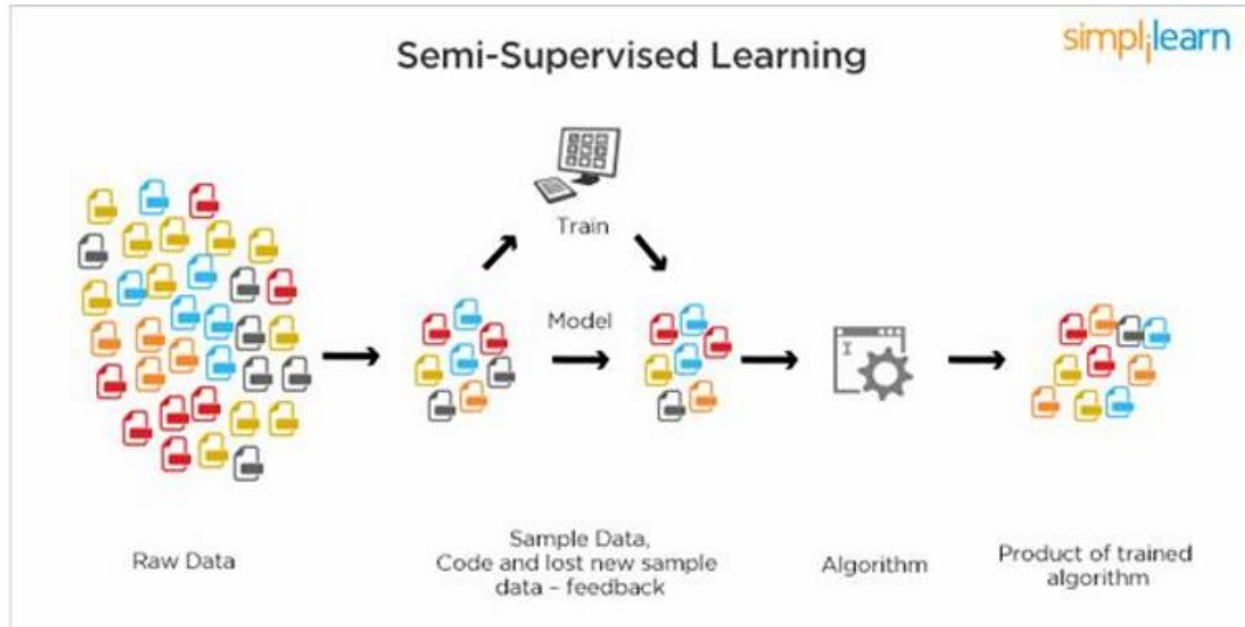 Semi-Supervised Learning
simplilearn
Train
Model
Raw Data
Sample Data,
Code and lost new sample
data – feedback
Algorithm
Product of trained
algorithm